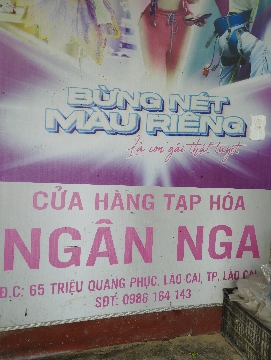 BỪNG NÉT
MÀU RIÊNG
Là con gái thật tuyệt
CỬA HÀNG TẠP HÓA
NGÂN NGA
Đ.C: 65 TRIỆU QUANG PHỤC, LÀO CAI, TP. LÀO CAI
SĐT: 0986 164 143